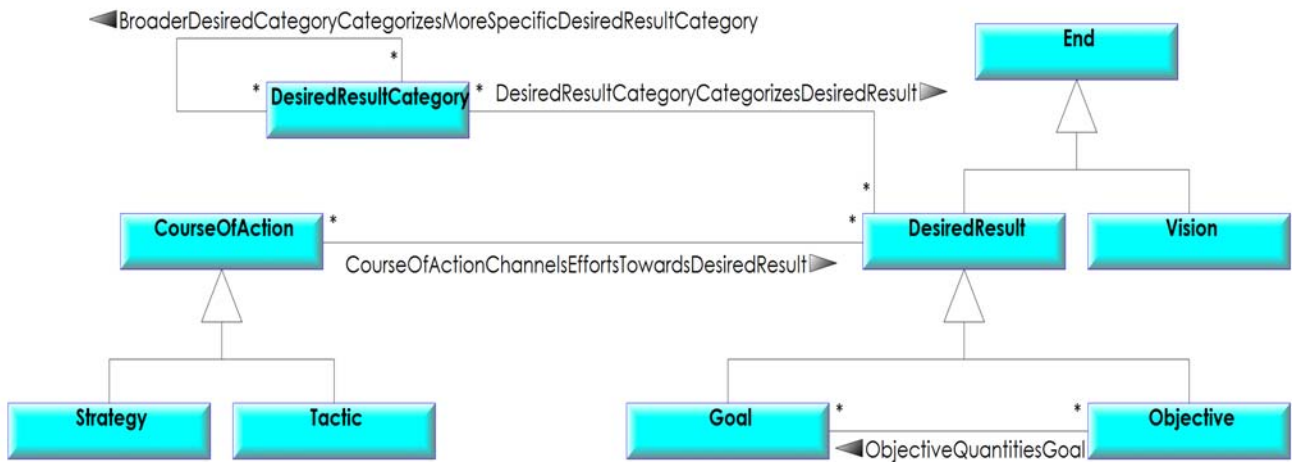 BroaderDesiredCategoryCategorizesMoreSpecificDesiredResultCategory
End
*
*
DesiredResultCategory
*
DesiredResultCategoryCategorizesDesiredResult
*
CourseOfAction
*
*
DesiredResult
Vision
CourseOfActionChannelsEffortsTowardsDesiredResult
Strategy
Tactic
Goal
*
*
Objective
ObjectiveQuantitiesGoal